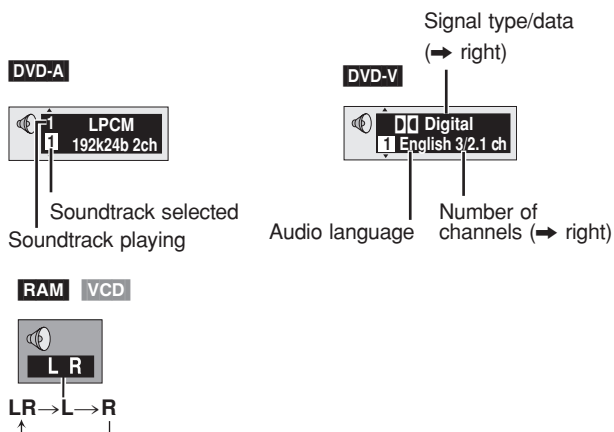 Signal type/data
(➡ right)
DVD-A
DVD-V
1 LPCM
1 192k24b 2ch
Digital
1 English 3/2.1 ch
Soundtrack selected
Soundtrack playing
Audio language
Number of
channels (➡ right)
RAM VCD
L R
LR→L→R